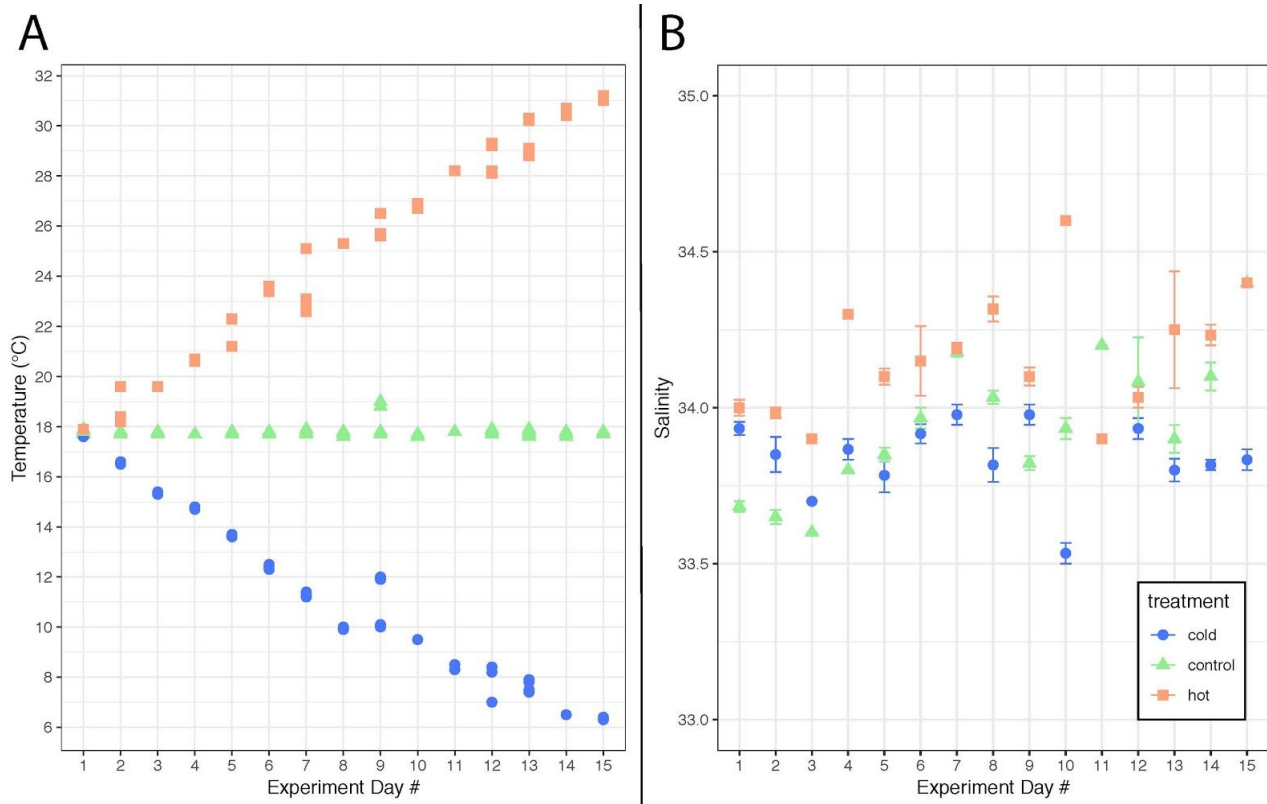 A
B
Temperature (°C)
32
30
28
26
24
22
20
18
16
14
12
10
8
6
1 2 3 4 5 6 7 8 9 10 11 12 13 14 15
Experiment Day #
Salinity
35.0
34.5
34.0
33.5
33.0
treatment
cold
control
hot
1 2 3 4 5 6 7 8 9 10 11 12 13 14 15
Experiment Day #